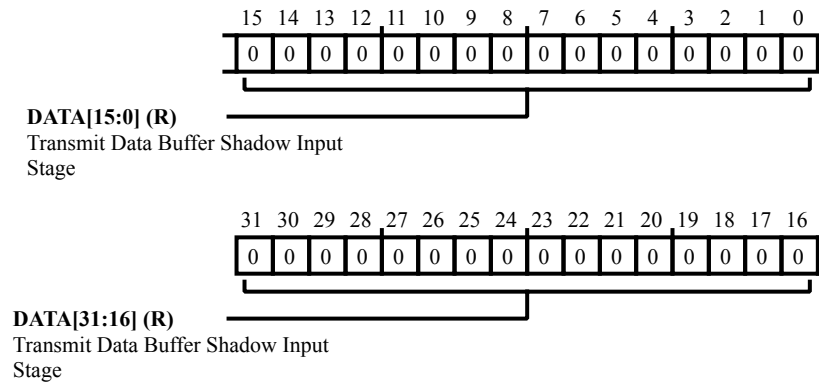 15 14 13 12 11 10 9 8 7 6 5 4 3 2 1 0
0 0 0 0 0 0 0 0 0 0 0 0 0 0 0 0
DATA[15:0] (R)
Transmit Data Buffer Shadow Input
Stage
31 30 29 28 27 26 25 24 23 22 21 20 19 18 17 16
0 0 0 0 0 0 0 0 0 0 0 0 0 0 0 0
DATA[31:16] (R)
Transmit Data Buffer Shadow Input
Stage